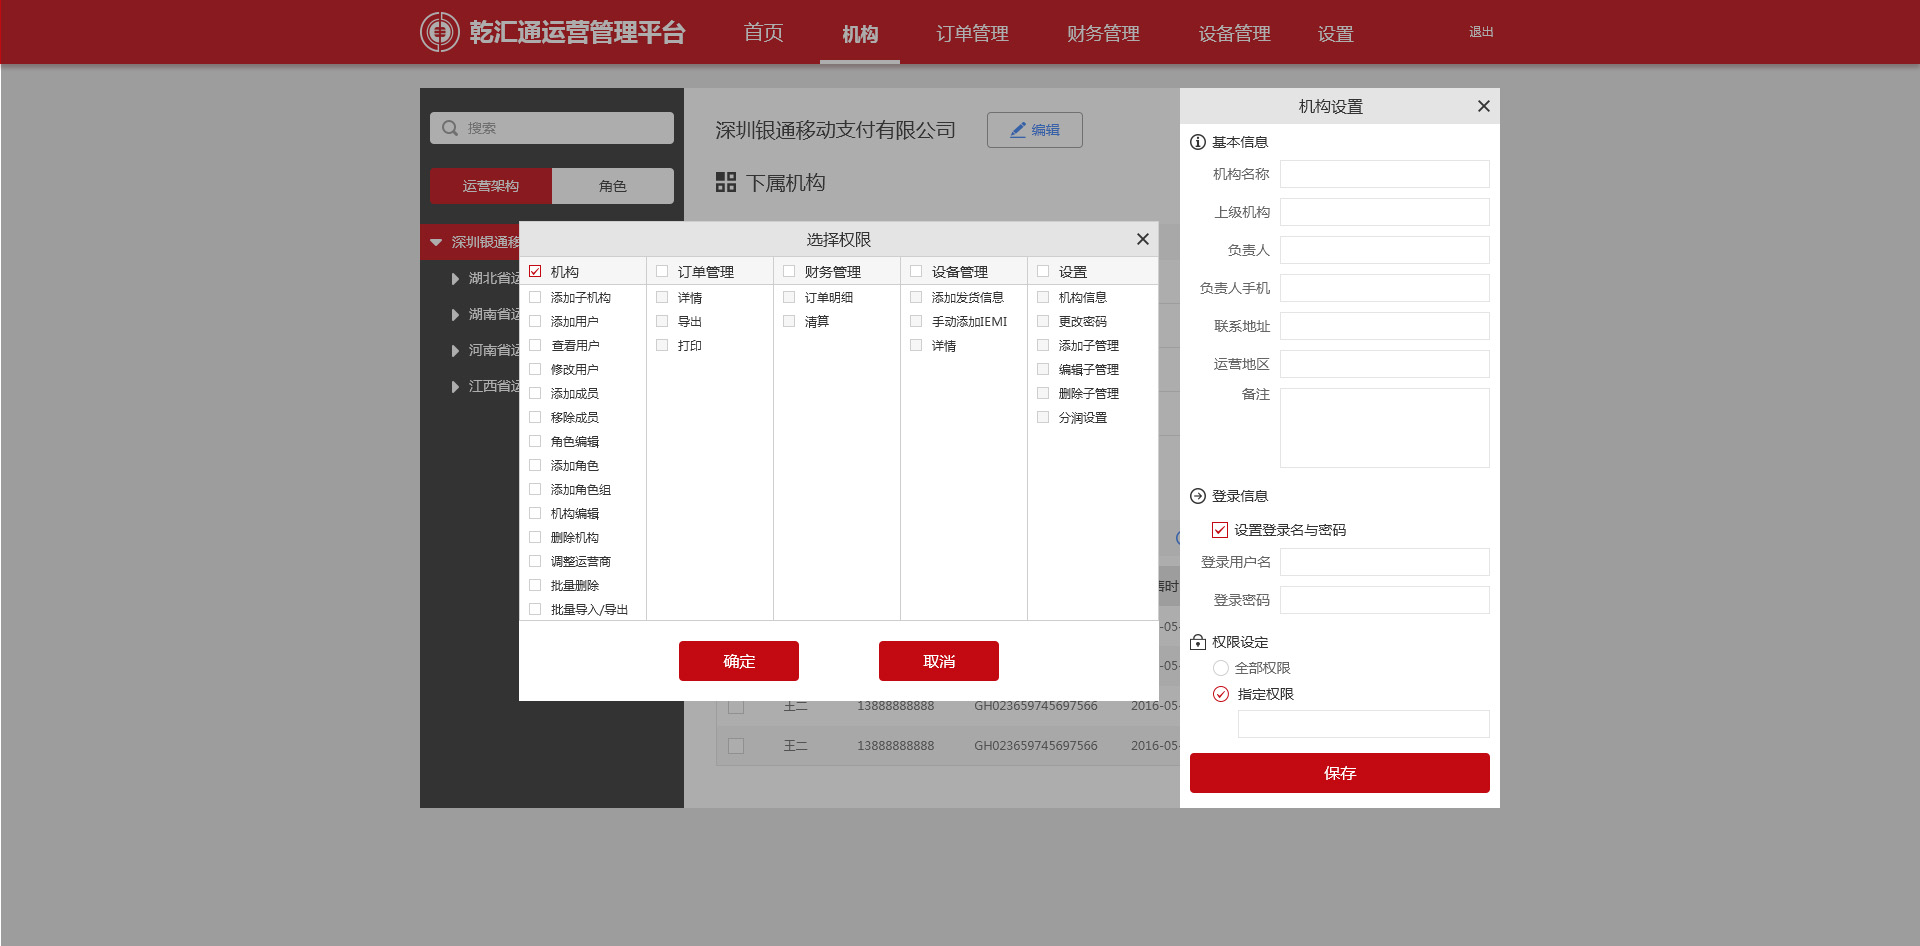 乾汇通运营管理平台 首页 机构 订单管理 财务管理 设备管理 设置 退出
搜索
运营架构 角色
深圳银通移
湖北省运
湖南省运
河南省运
江西省运
深圳银通移动支付有限公司 编辑
下属机构
选择权限
机构 订单管理 财务管理 设备管理 设置
添加子机构 详情 订单明细 添加发货信息 机构信息
添加用户 导出 清算 手动添加IEMI 更改密码
查看用户 打印 详情 添加子管理
修改用户 编辑子管理
添加成员 删除子管理
移除成员 分润设置
角色编辑
添加角色
添加角色组
机构编辑
删除机构
调整运营商
批量删除
批量导入/导出
确定 取消
时
-05-
-05-
王二 13888888888 GH023659745697566 2016-05-
王二 13888888888 GH023659745697566 2016-05-
机构设置
基本信息
机构名称
上级机构
负责人
负责人手机
联系地址
运营地区
备注
登录信息
设置登录名与密码
登录用户名
登录密码
权限设定
全部权限
指定权限
保存